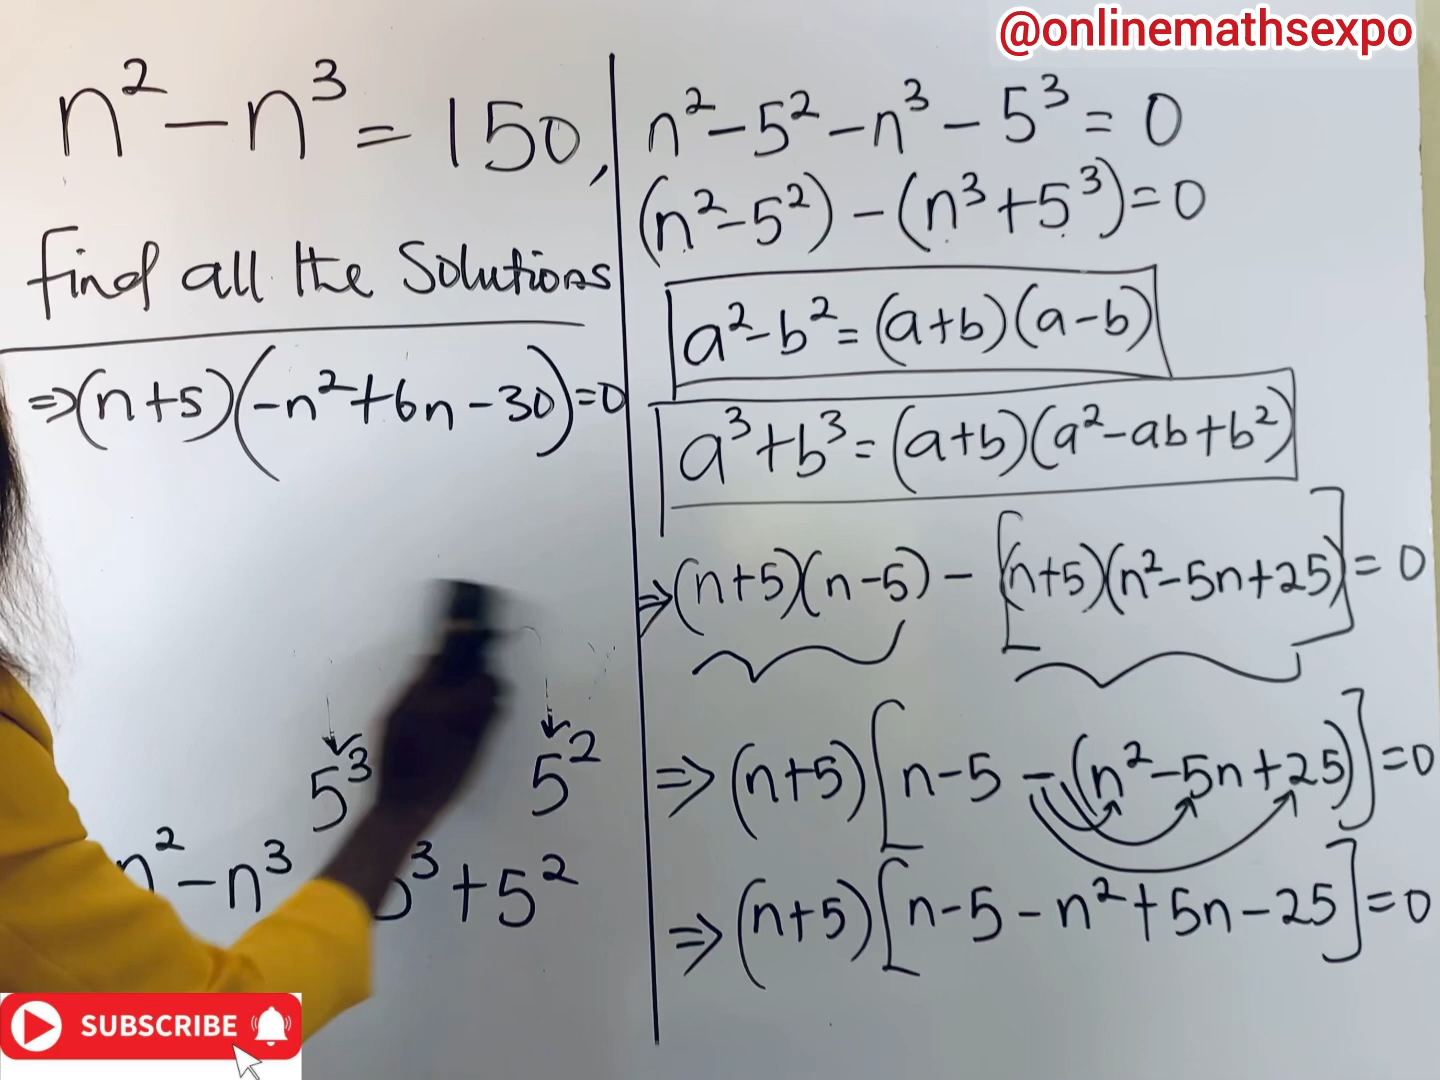 @onlinemathsexpo
n² - n³ = 150,
find all the Solutions
⇒(n+5)(-n²+6n-30)=0
5³ 5²
n² - n³ 5³ + 5²
n² - 5² - n³ - 5³ = 0
(n² - 5²) - (n³ + 5³) = 0
a² - b² = (a+b)(a-b)
a³ + b³ = (a+b)(a² - ab + b²)
⇒(n+5)(n-5) - [(n+5)(n² - 5n + 25)] = 0
⇒ (n+5)[n-5 - (n² - 5n + 25)] = 0
⇒ (n+5)[n-5 - n² + 5n - 25] = 0
SUBSCRIBE